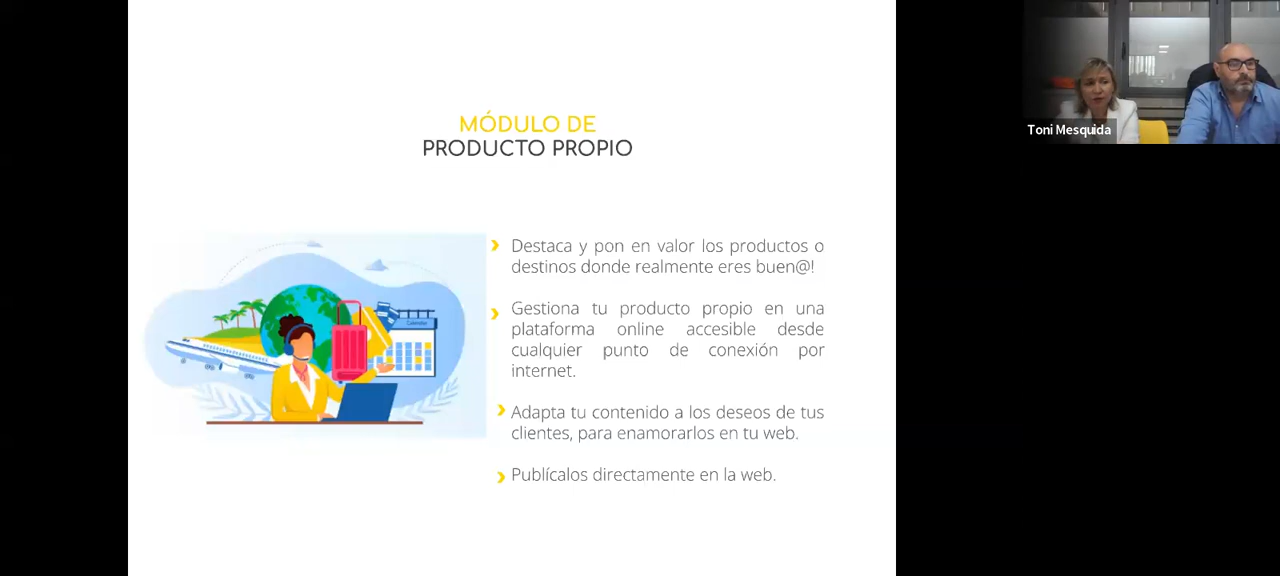 MÓDULO DE
PRODUCTO PROPIO
Destaca y pon en valor los productos o
destinos donde realmente eres buen@!
Gestiona tu producto propio en una
plataforma online accesible desde
cualquier punto de conexión por
internet.
Adapta tu contenido a los deseos de tus
clientes, para enamorarlos en tu web.
Publícalos directamente en la web.
Calendar
Toni Mesquida